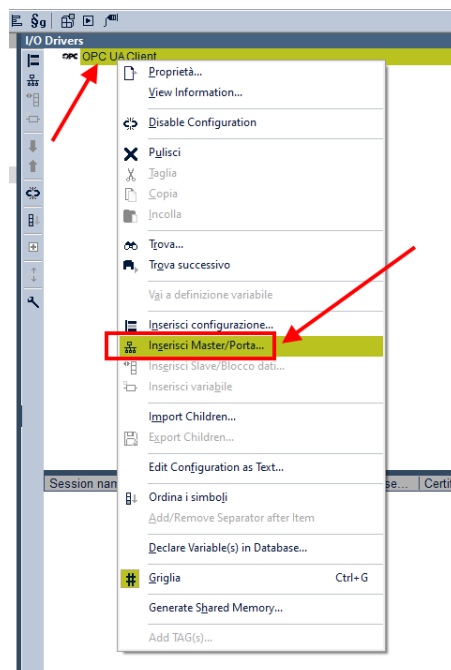 §g
I/O Drivers
OPC OPC UA Client
Proprietà...
View Information...
Disable Configuration
Pulisci
Taglia
Copia
Incolla
Trova...
Trova successivo
Vai a definizione variabile
Inserisci configurazione...
Inserisci Master/Porta...
Inserisci Slave/Blocco dati...
Inserisci variabile
Import Children...
Export Children...
Edit Configuration as Text...
Session nam se... Certif
Ordina i simboli
Add/Remove Separator after Item
Declare Variable(s) in Database...
# Griglia Ctrl+G
Generate Shared Memory...
Add TAG(s)...